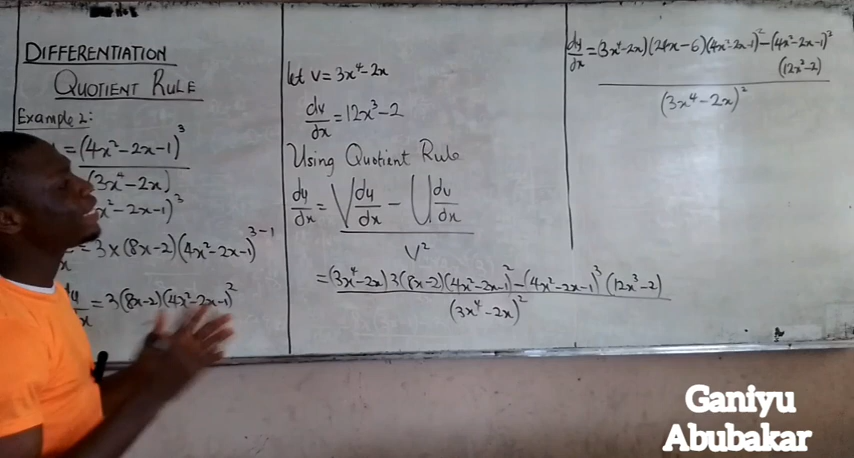 DIFFERENTIATION
QUOTIENT RULE
Example 2:
= (4x²-2x-1)³
(3x⁴-2x)
x²-2x-1)³
= 3x(8x-2)(4x²-2x-1)³⁻¹
= 3(8x-2)(4x²-2x-1)²
let v = 3x⁴-2x
dv/dx = 12x³-2
Using Quotient Rule
dy/dx = V du/dx - U dv/dx
V²
= (3x⁴-2x)3(8x-2)(4x²-2x-1)²-(4x²-2x-1)³(12x³-2)
(3x⁴-2x)²
dy/dx = (3x⁴-2x)(24x-6)(4x²-2x-1)²-(4x²-2x-1)³
(12x³-2)
(3x⁴-2x)²
Ganiyu
Abubakar